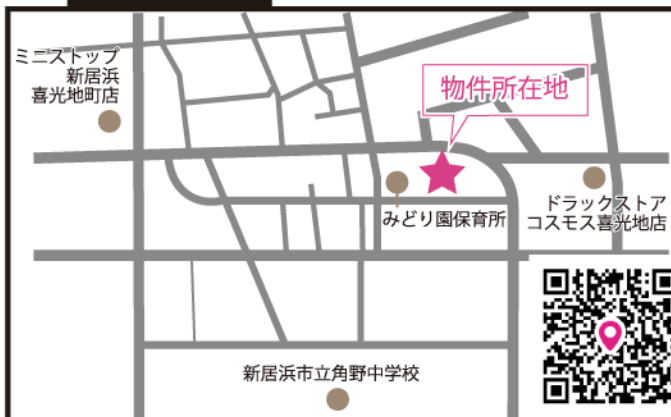 ミニストップ
新居浜
喜光地町店
物件所在地
みどり園保育所
ドラックストア
コスモス喜光地店
新居浜市立角野中学校